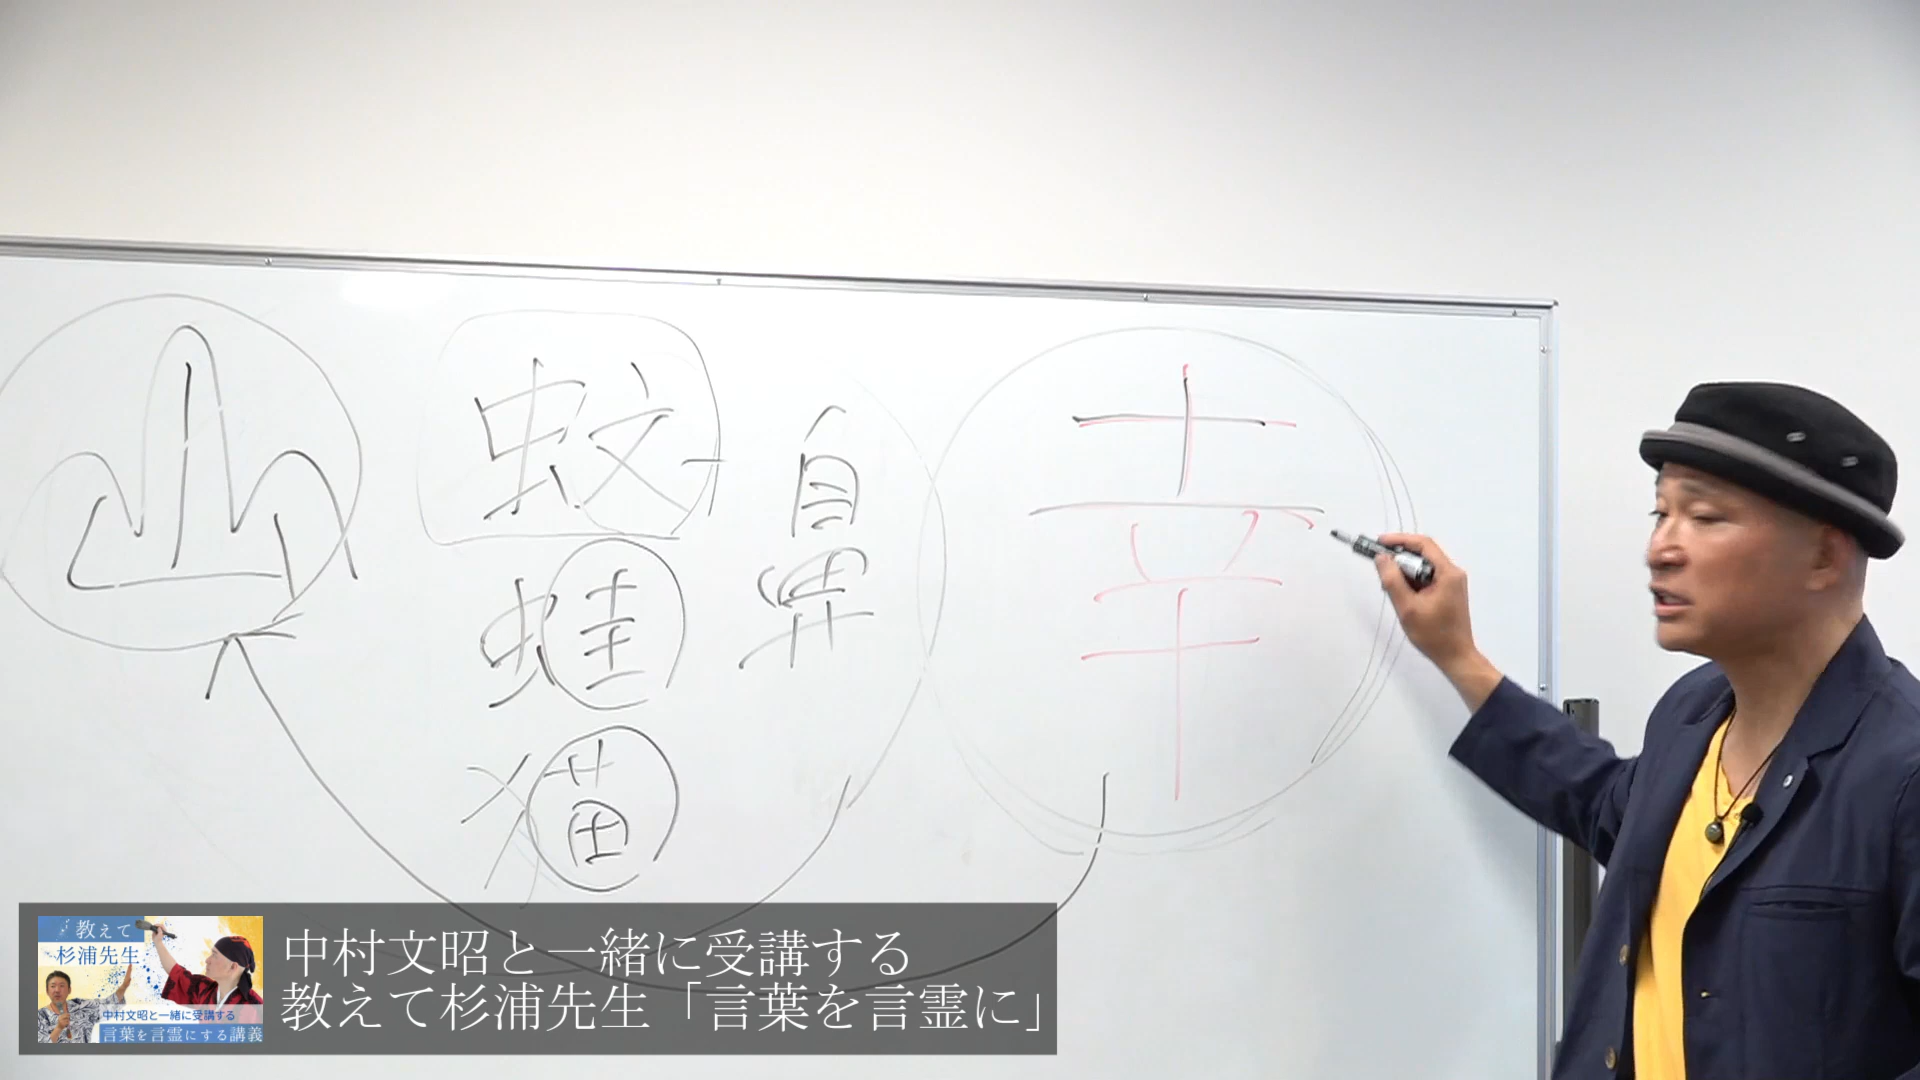 山
蚊
蛙
猫
鼻
幸
教えて
杉浦先生
中村文昭と一緒に受講する
言葉を言霊にする講義
中村文昭と一緒に受講する
教えて杉浦先生「言葉を言霊に」